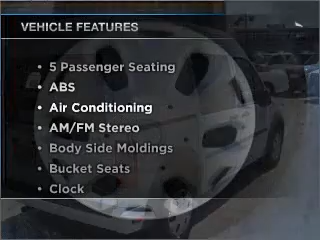 VEHICLE FEATURES
• 5 Passenger Seating
• ABS
• Air Conditioning
• AM/FM Stereo
• Body Side Moldings
• Bucket Seats
• Clock